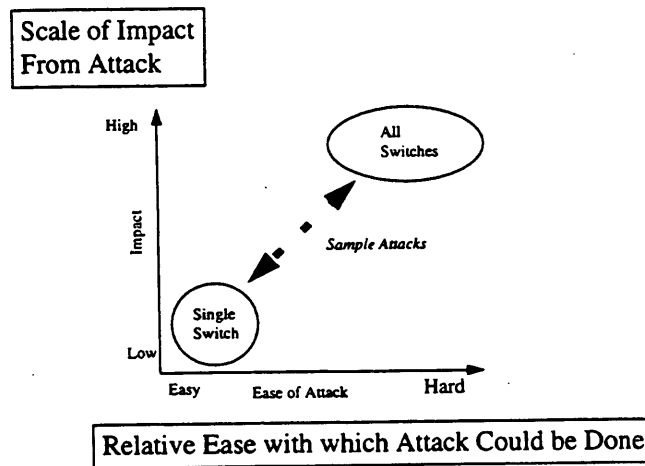 Scale of Impact
From Attack
High
All
Switches
Impact
Sample Attacks
Single
Switch
Low
Easy
Ease of Attack
Hard
Relative Ease with which Attack Could be Done